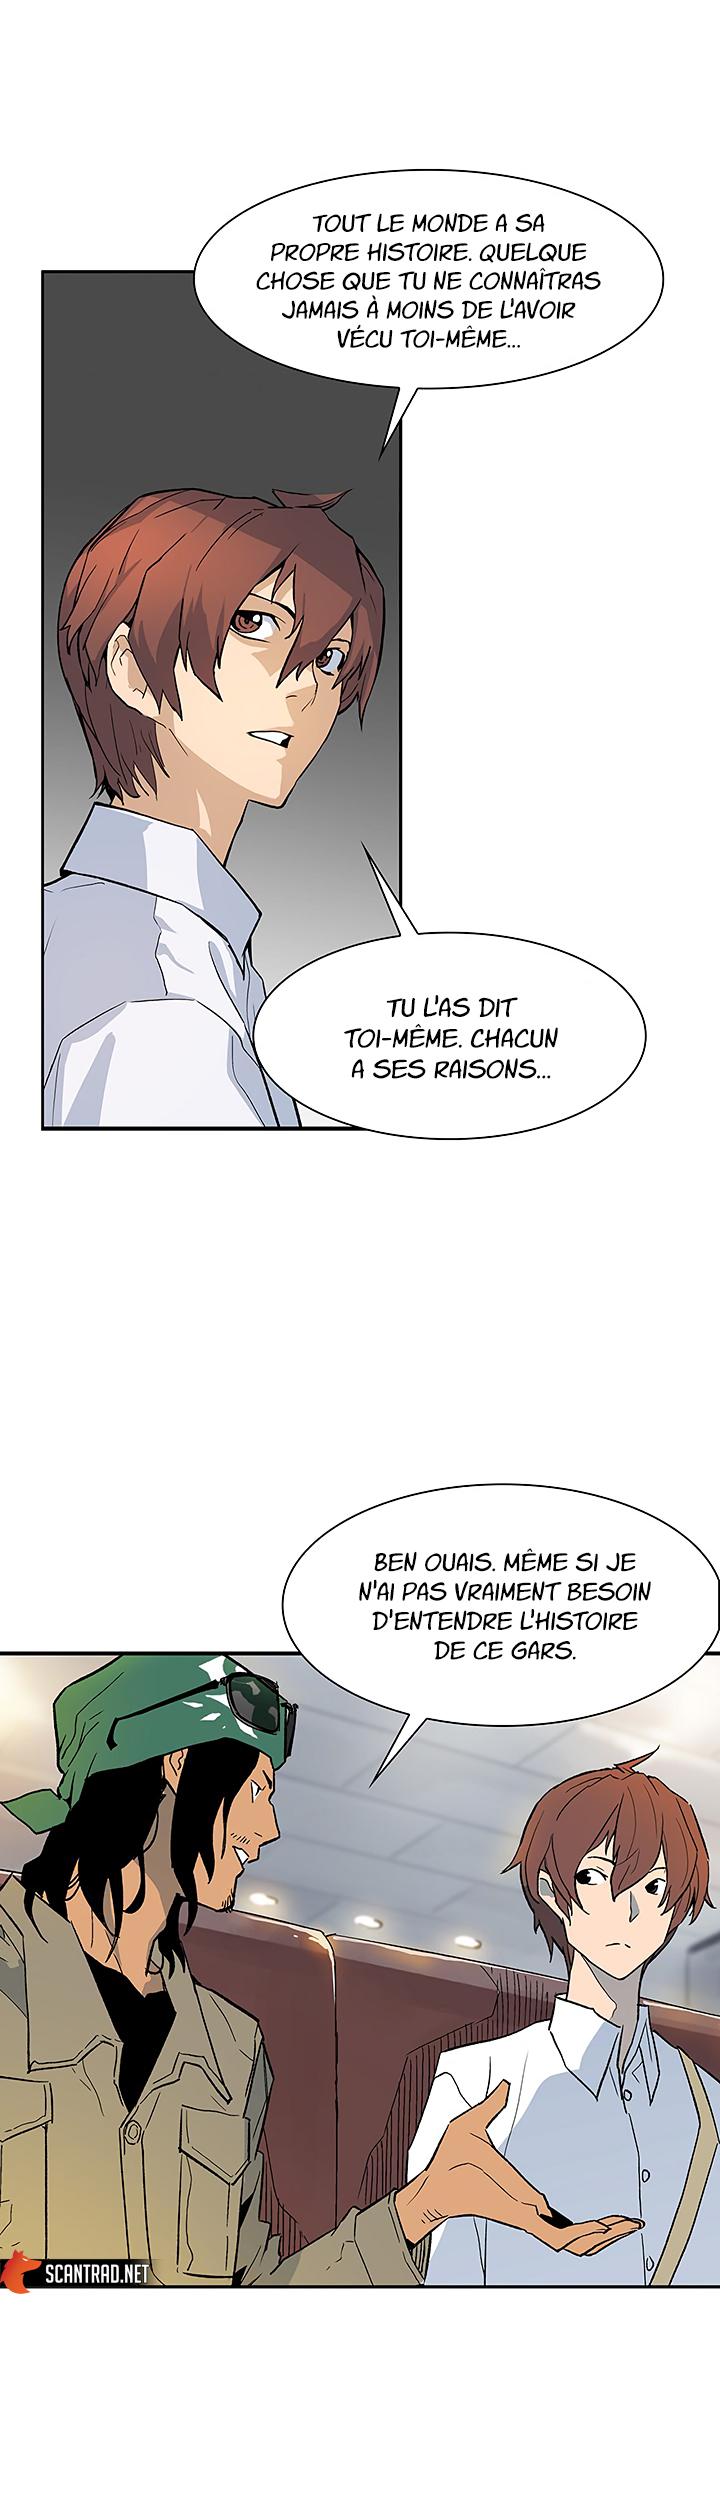 TOUT LE MONDE A SA
PROPRE HISTOIRE. QUELQUE
CHOSE QUE TU NE CONNAÎTRAS
JAMAIS À MOINS DE L'AVOIR
VÉCU TOI-MÊME...
TU L'AS DIT
TOI-MÊME. CHACUN
A SES RAISONS...
BEN OUAIS. MÊME SI JE
N'AI PAS VRAIMENT BESOIN
D'ENTENDRE L'HISTOIRE
DE CE GARS.
SCANTRAD.NET